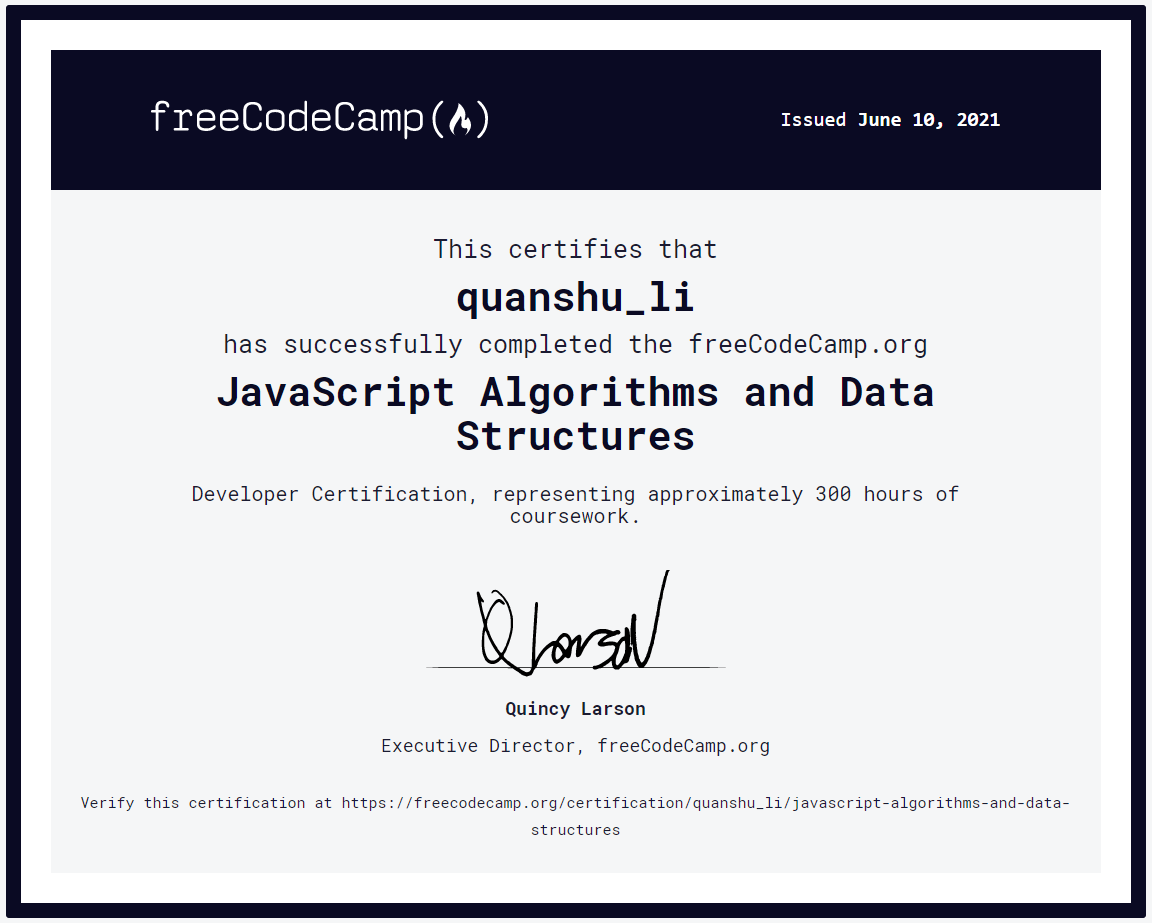 freeCodeCamp(🔥)
Issued June 10, 2021
This certifies that
quanshu_li
has successfully completed the freeCodeCamp.org
JavaScript Algorithms and Data
Structures
Developer Certification, representing approximately 300 hours of
coursework.
Q Larson
Quincy Larson
Executive Director, freeCodeCamp.org
Verify this certification at https://freecodecamp.org/certification/quanshu_li/javascript-algorithms-and-data-
structures